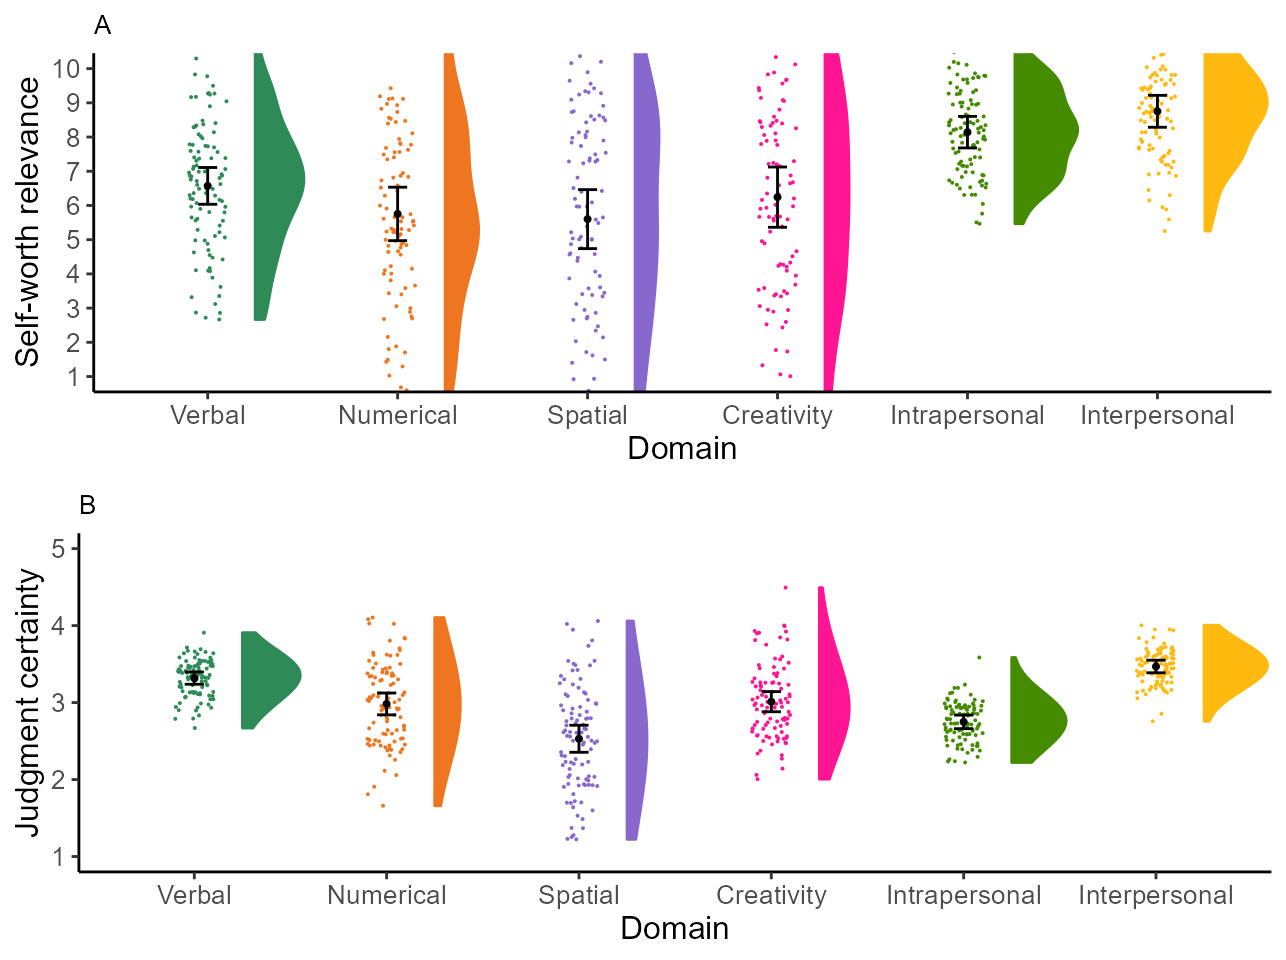 A
Self-worth relevance
10
9
8
7
6
5
4
3
2
1
Verbal Numerical Spatial Creativity Intrapersonal Interpersonal
Domain
B
Judgment certainty
5
4
3
2
1
Verbal Numerical Spatial Creativity Intrapersonal Interpersonal
Domain